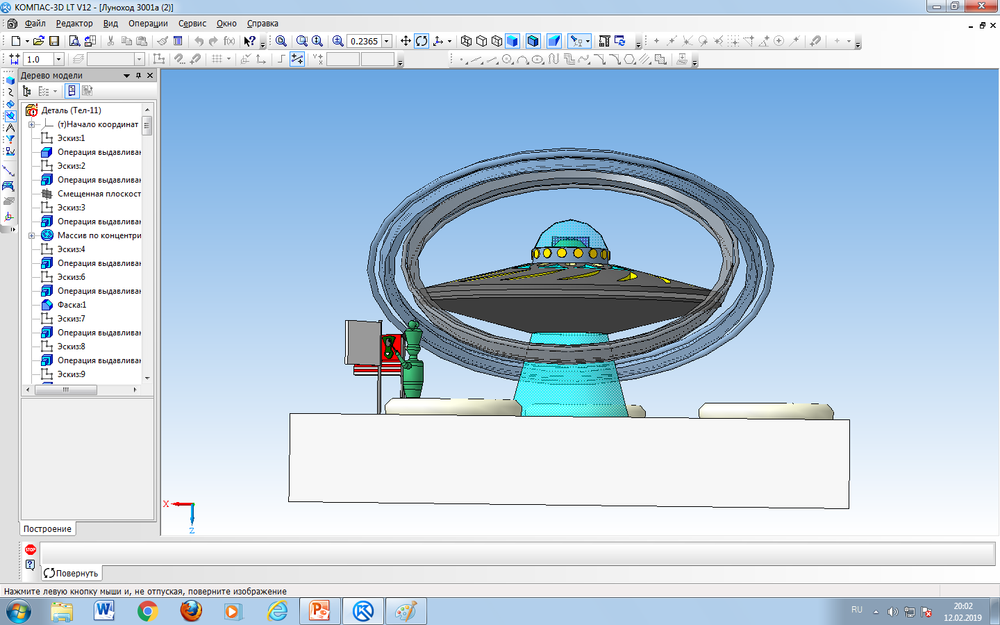 КОМПАС-3D LT V12 - [Луноход 3001а (2)]
Файл Редактор Вид Операции Сервис Окно Справка
0.2365
f(x)
1.0
Дерево модели
Деталь (Тел-11)
(т)Начало координат
Эскиз:1
Операция выдавливан
Эскиз:2
Операция выдавливан
Смещенная плоскост
Эскиз:3
Операция выдавливан
Массив по концентри
Эскиз:4
Операция выдавливан
Эскиз:6
Операция выдавливан
Фаска:1
Эскиз:7
Операция выдавливан
Эскиз:8
Операция выдавливан
Эскиз:9
X
Z
Построение
STOP
Повернуть
Нажмите левую кнопку мыши и, не отпуская, поверните изображение
RU
20:02
12.02.2019